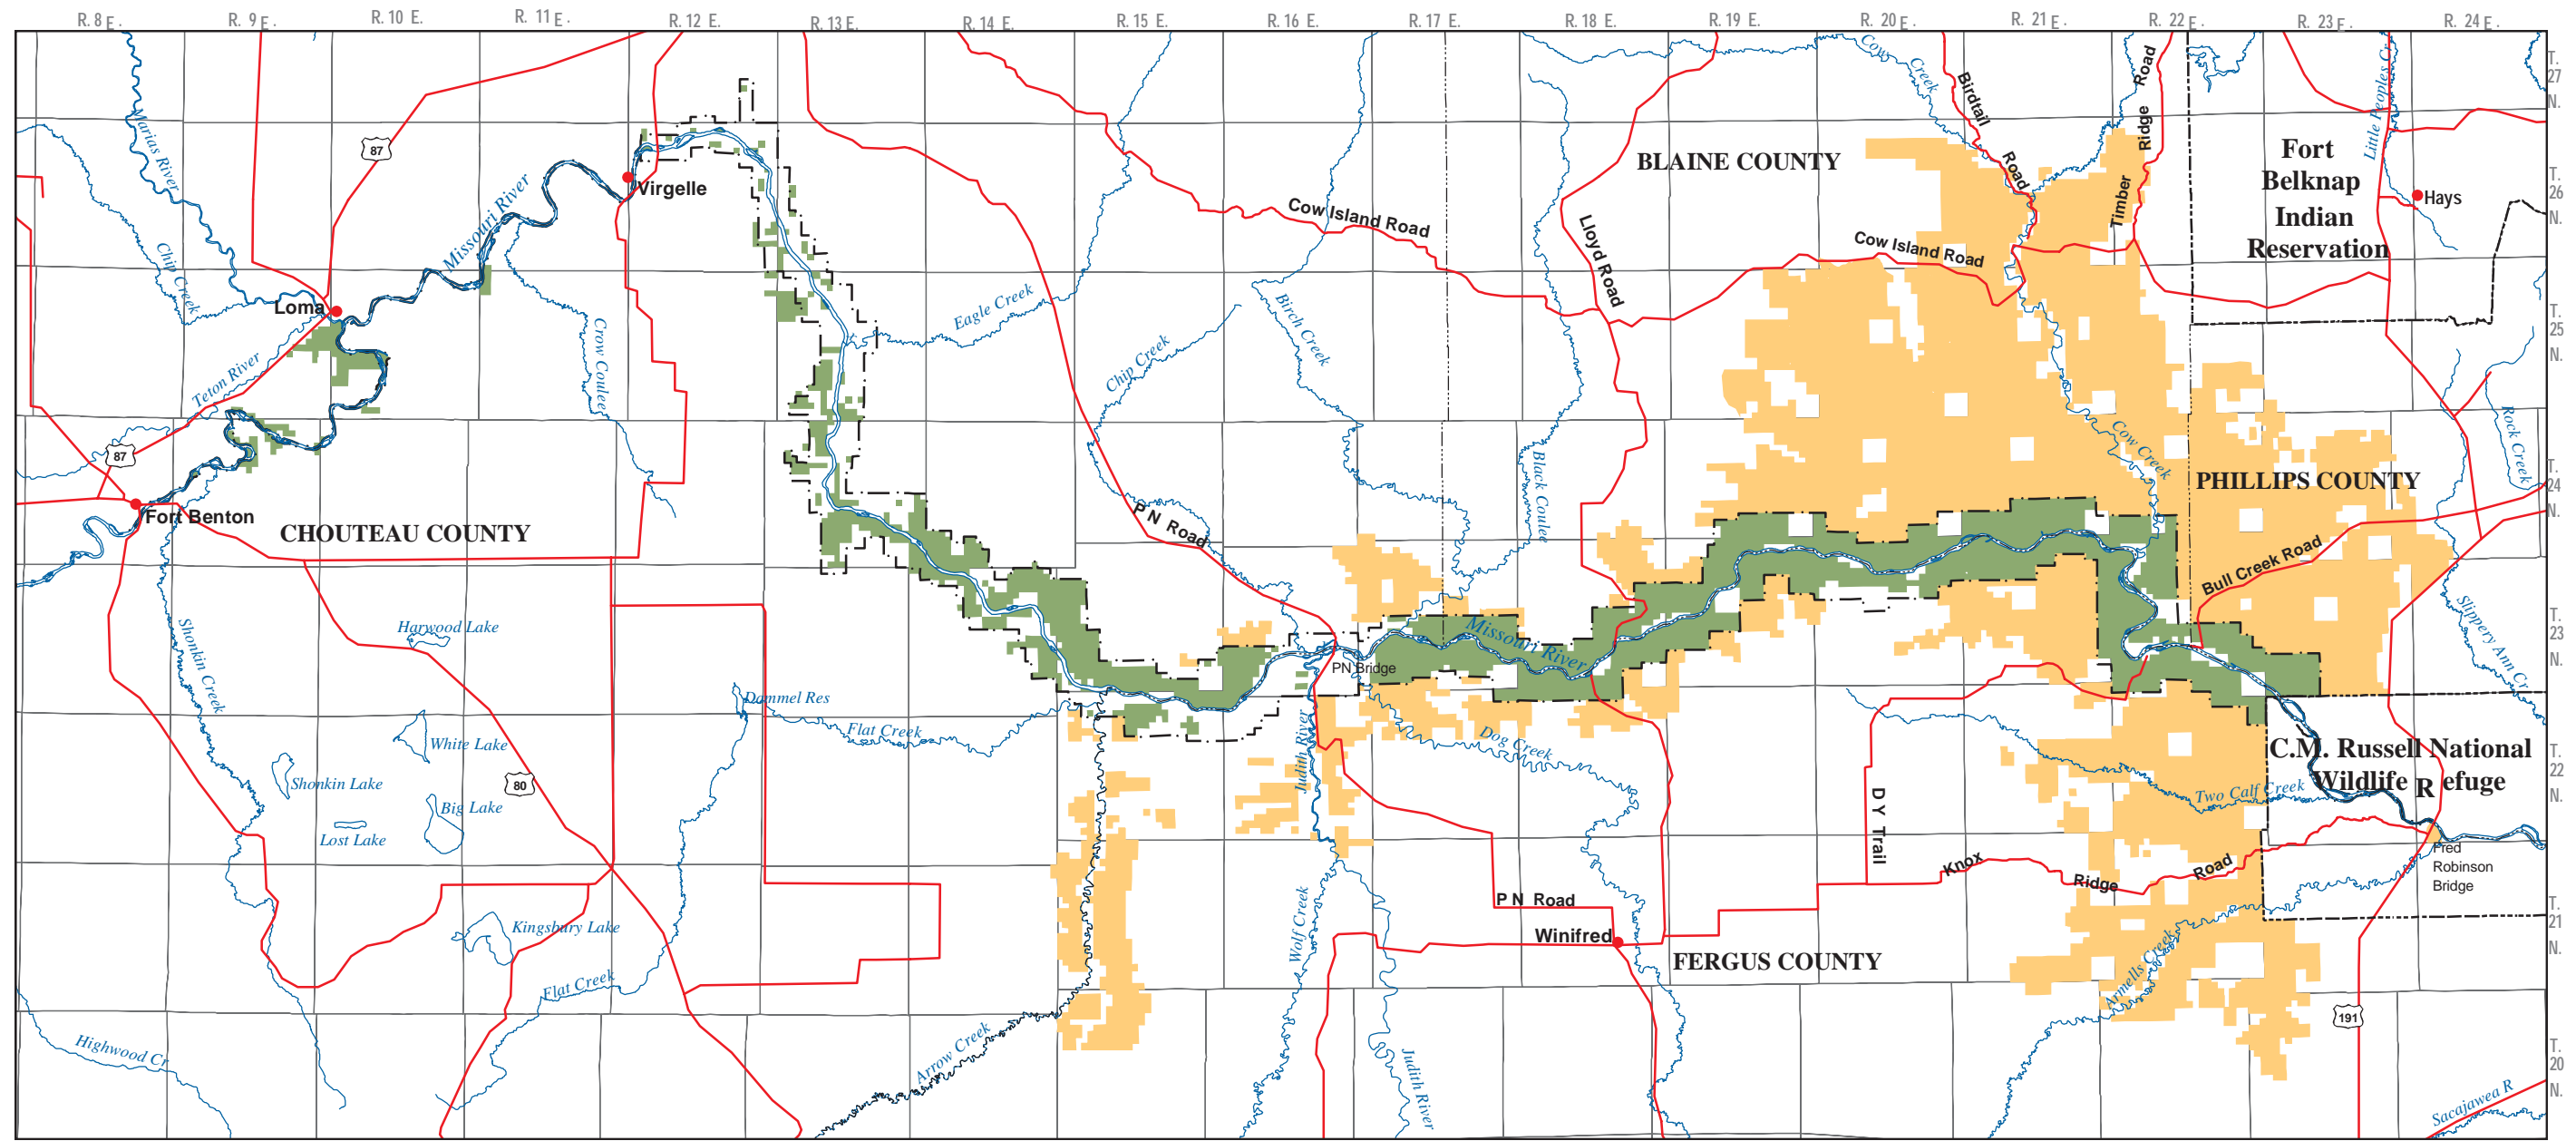 R. 8 E.
R. 9 E.
R. 10 E.
R. 11 E.
R. 12 E.
R. 13 E.
R. 14 E.
R. 15 E.
R. 16 E.
R. 17 E.
R. 18 E.
R. 19 E.
R. 20 E.
R. 21 E.
R. 22 E.
R. 23 E.
R. 24 E.
T.
27
N.
T.
26
N.
T.
25
N.
T.
24
N.
T.
23
N.
T.
22
N.
T.
21
N.
T.
20
N.
Marias River
87
Missouri River
Virgelle
Chip Creek
Loma
Teton River
Crow Coulee
87
Fort Benton
CHOUTEAU COUNTY
Eagle Creek
Chip Creek
Birch Creek
Cow Island Road
Lloyd Road
BLAINE COUNTY
Cow Creek
Birdtail Road
Timber Ridge Road
Cow Island Road
Fort
Belknap
Indian
Reservation
Little Peoples Cr
Hays
Rock Creek
Black Coulee
P N Road
Cow Creek
PHILLIPS COUNTY
Bull Creek Road
Slippery Ann Cr
Missouri River
PN Bridge
Shonkin Creek
Harwood Lake
White Lake
Shonkin Lake
Big Lake
Lost Lake
80
Kingsbury Lake
Flat Creek
Dammel Res
Flat Creek
Highwood Cr
Arrow Creek
Judith River
Dog Creek
Wolf Creek
Judith River
P N Road
Winifred
FERGUS COUNTY
D Y Trail
Knox Ridge Road
Two Calf Creek
C.M. Russell National
Wildlife Refuge
Fred
Robinson
Bridge
Armells Creek
191
Sacajawea R